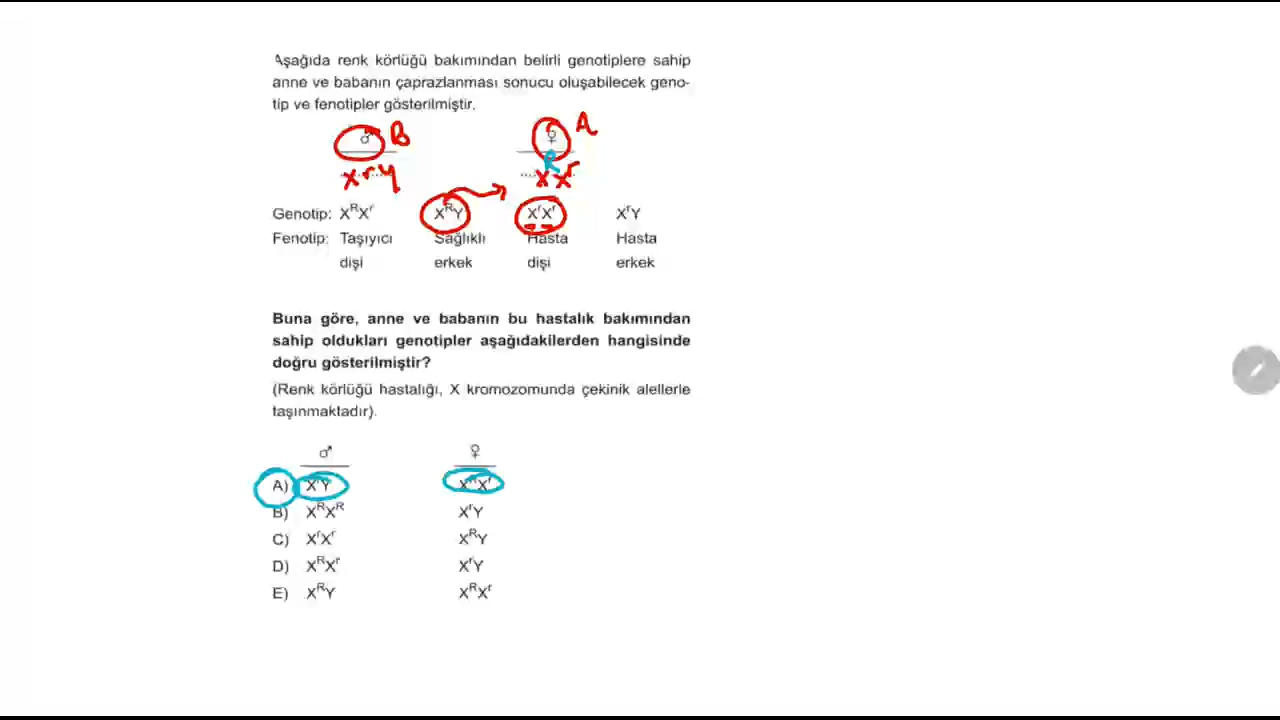 Aşağıda renk körlüğü bakımından belirli genotiplere sahip
anne ve babanın çaprazlanması sonucu oluşabilecek geno-
tip ve fenotipler gösterilmiştir.
♂ B ♀ A
XʳY XᴿXʳ
Genotip: XᴿXʳ XᴿY XʳXʳ XʳY
Fenotip: Taşıyıcı Sağlıklı Hasta Hasta
dişi erkek dişi erkek
Buna göre, anne ve babanın bu hastalık bakımından
sahip oldukları genotipler aşağıdakilerden hangisinde
doğru gösterilmiştir?
(Renk körlüğü hastalığı, X kromozomunda çekinik alellerle
taşınmaktadır).
♂ ♀
A) XʳY XᴿXʳ
B) XᴿXᴿ XʳY
C) XʳXʳ XᴿY
D) XᴿXʳ XʳY
E) XᴿY XᴿXʳ